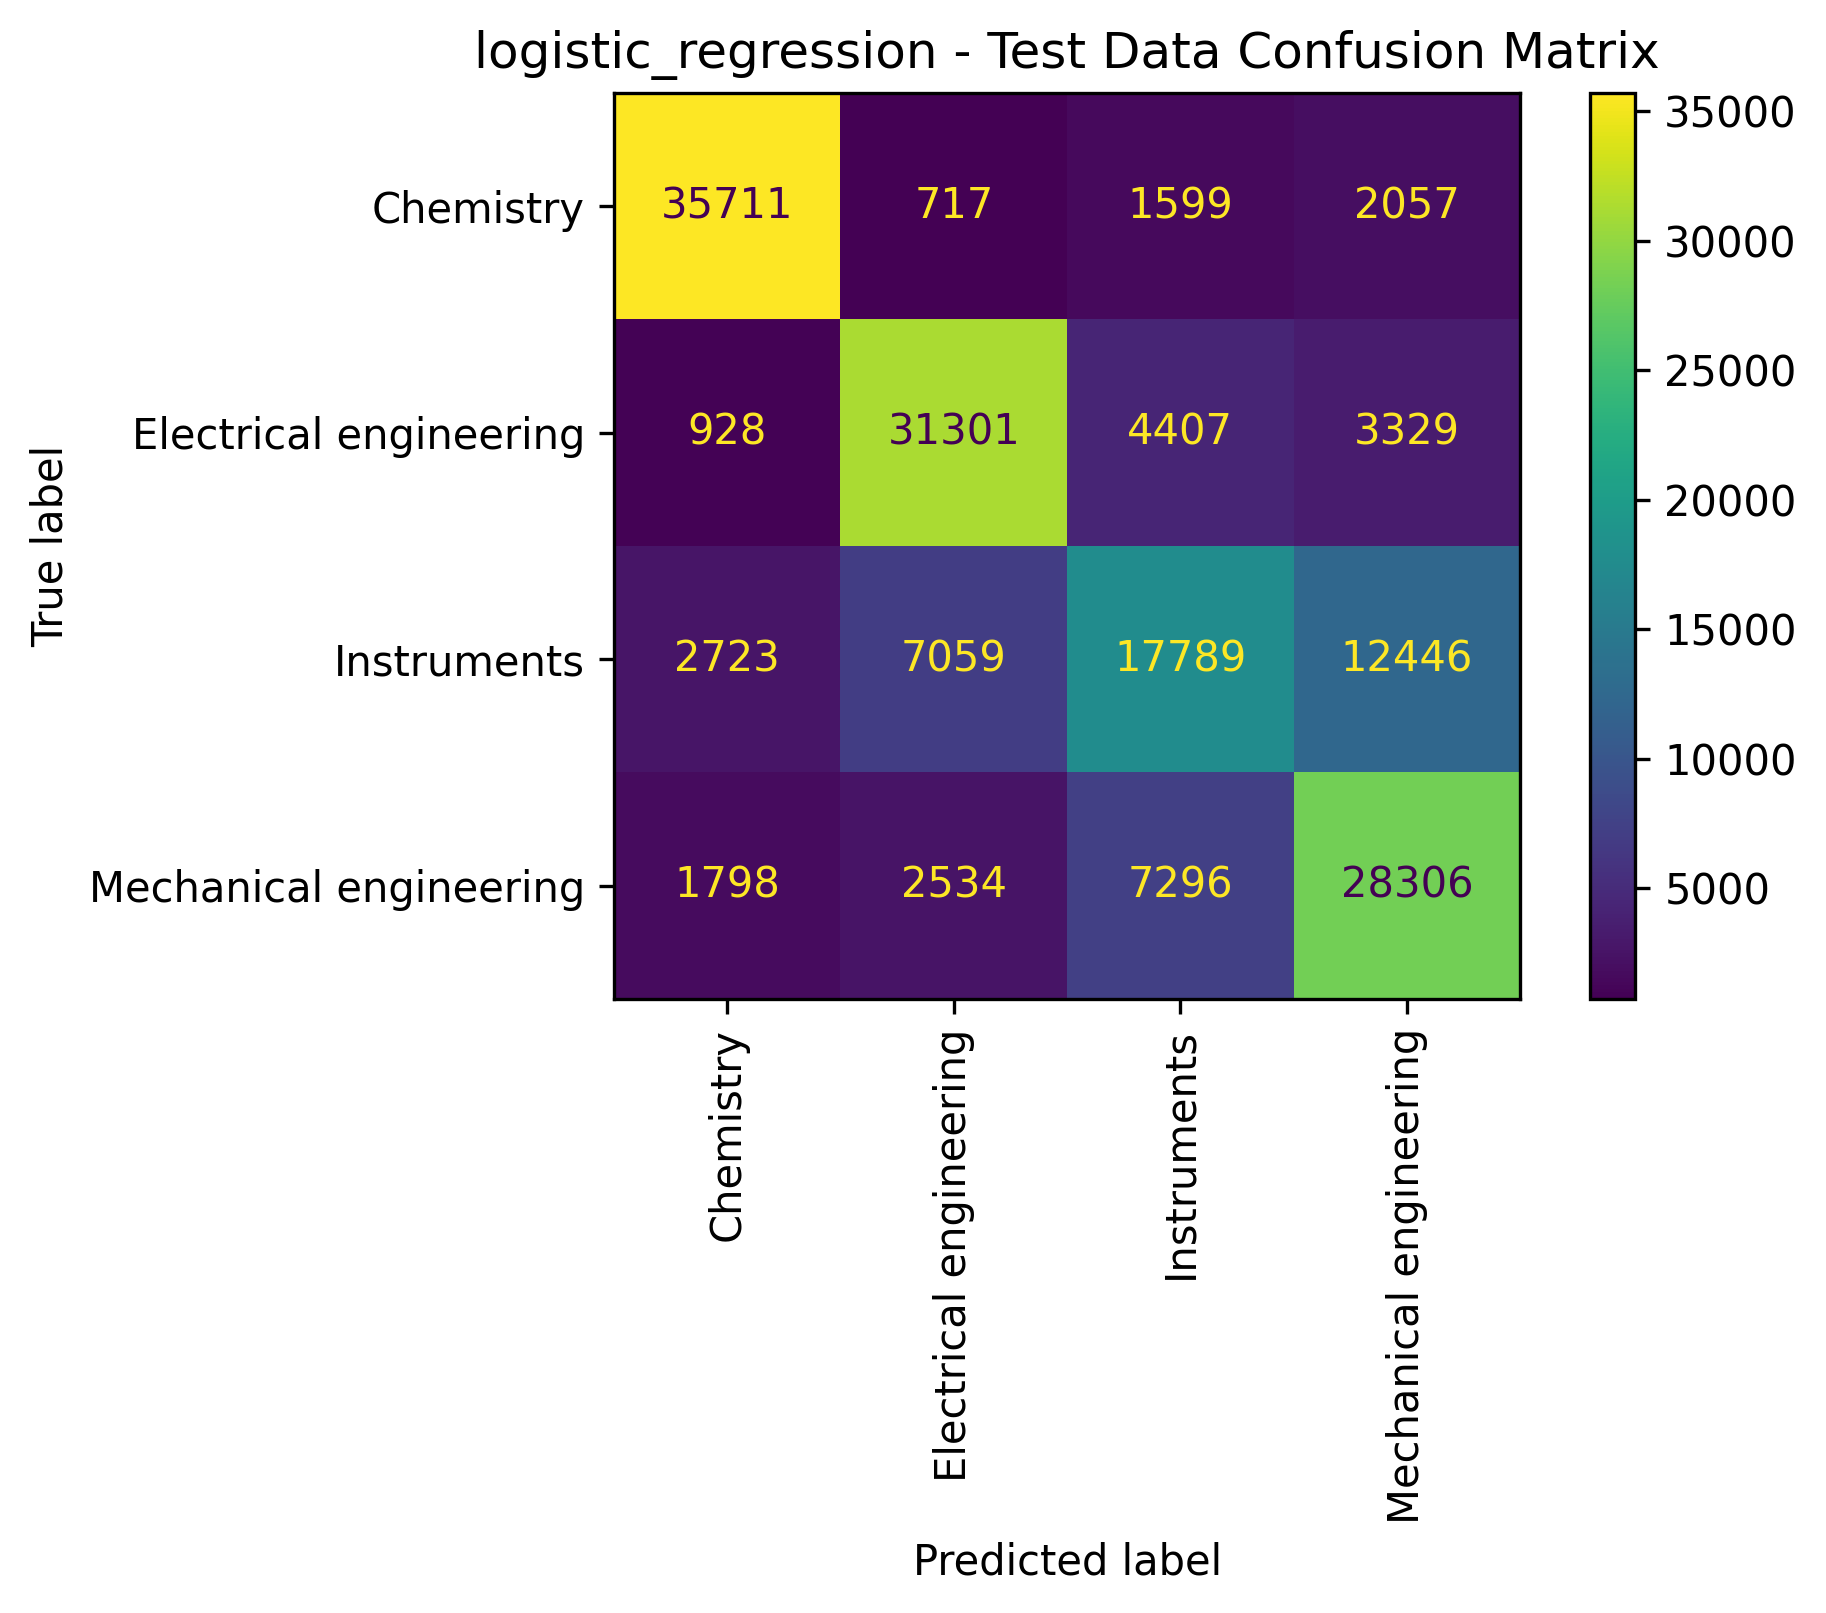 logistic_regression - Test Data Confusion Matrix
True label
Chemistry 35711 717 1599 2057
Electrical engineering 928 31301 4407 3329
Instruments 2723 7059 17789 12446
Mechanical engineering 1798 2534 7296 28306
Chemistry
Electrical engineering
Instruments
Mechanical engineering
Predicted label
35000
30000
25000
20000
15000
10000
5000